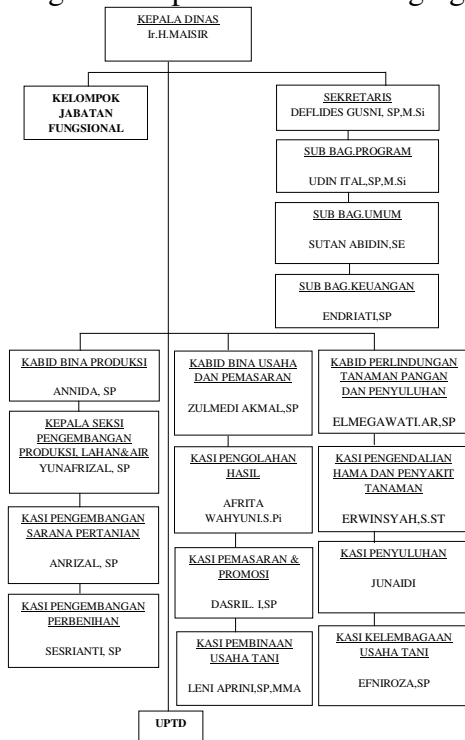 KEPALA DINAS
Ir.H.MAISIR
KELOMPOK
JABATAN
FUNGSIONAL
SEKRETARIS
DEFLIDES GUSNI, SP,M.Si
SUB BAG.PROGRAM
UDIN ITAL,SP,M.Si
SUB BAG.UMUM
SUTAN ABIDIN,SE
SUB BAG.KEUANGAN
ENDRIATI,SP
KABID BINA PRODUKSI
ANNIDA, SP
KEPALA SEKSI
PENGEMBANGAN
PRODUKSI, LAHAN&AIR
YUNAFRIZAL, SP
KASI PENGEMBANGAN
SARANA PERTANIAN
ANRIZAL, SP
KASI PENGEMBANGAN
PERBENIHAN
SESRIANTI, SP
KABID BINA USAHA
DAN PEMASARAN
ZULMEDI AKMAL,SP
KASI PENGOLAHAN
HASIL
AFRITA
WAHYUNI.S.Pi
KASI PEMASARAN &
PROMOSI
DASRIL. I,SP
KASI PEMBINAAN
USAHA TANI
LENI APRINI,SP,MMA
KABID PERLINDUNGAN
TANAMAN PANGAN
DAN PENYULUHAN
ELMEGAWATI.AR,SP
KASI PENGENDALIAN
HAMA DAN PENYAKIT
TANAMAN
ERWINSYAH,S.ST
KASI PENYULUHAN
JUNAIDI
KASI KELEMBAGAAN
USAHA TANI
EFNIROZA,SP
UPTD